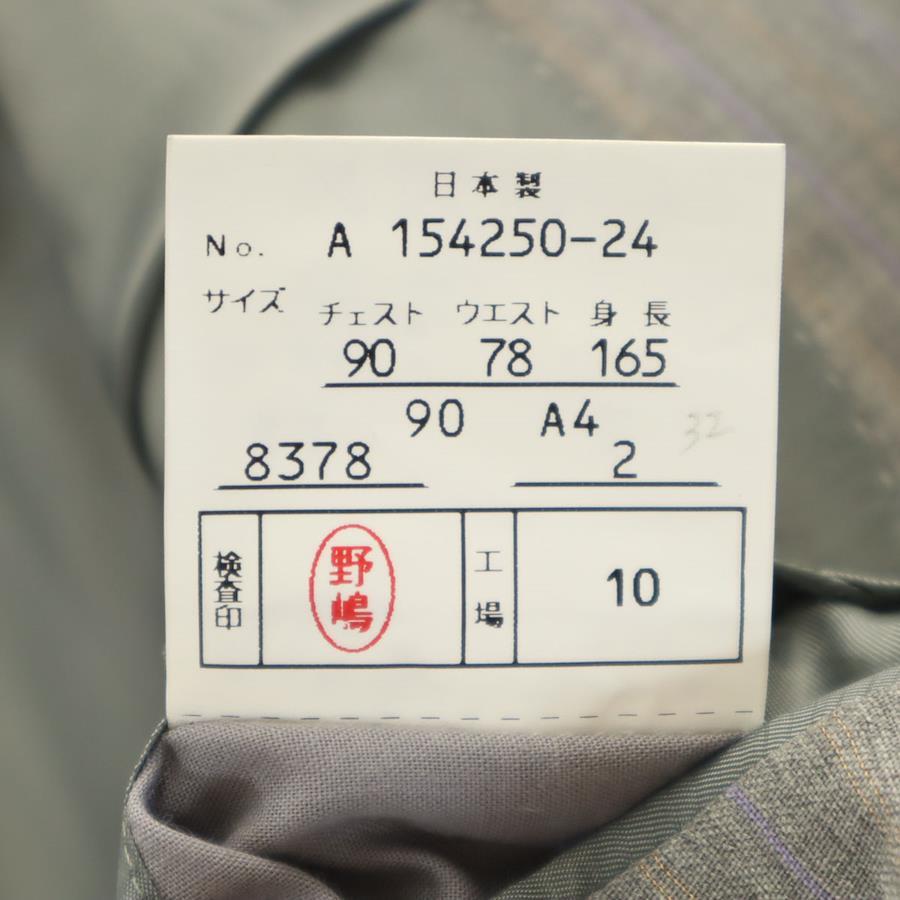 日本製
No. A 154250-24
サイズ チェスト ウエスト 身長
90 78 165
90 A4
32
8378 2
検査印 野嶋 工場 10